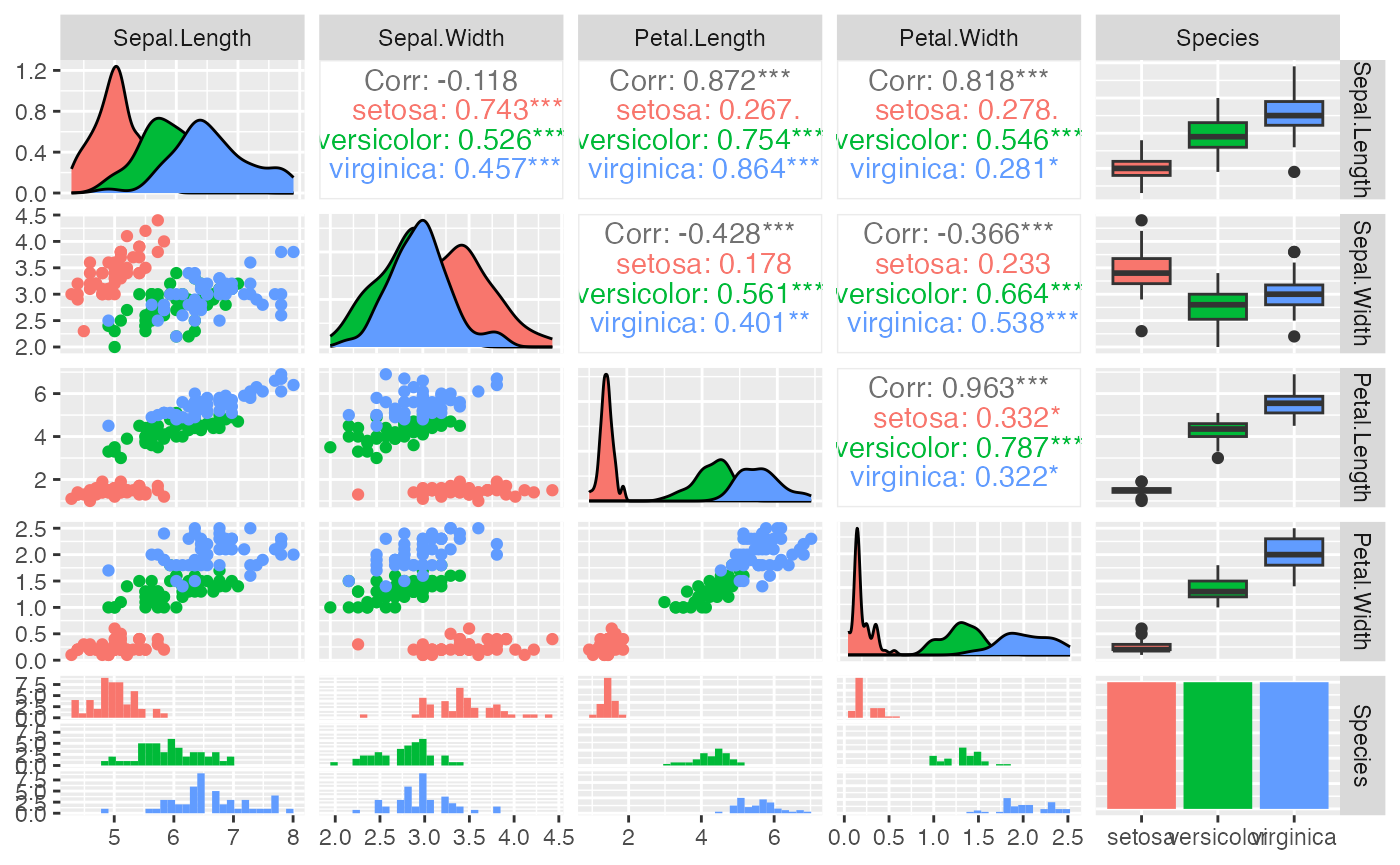 Sepal.Length Sepal.Width Petal.Length Petal.Width Species
1.2
0.8
0.4
0.0
Corr: -0.118
setosa: 0.743***
versicolor: 0.526***
virginica: 0.457***
Corr: 0.872***
setosa: 0.267.
versicolor: 0.754***
virginica: 0.864***
Corr: 0.818***
setosa: 0.278.
versicolor: 0.546***
virginica: 0.281*
Sepal.Length
4.5
4.0
3.5
3.0
2.5
2.0
Corr: -0.428***
setosa: 0.178
versicolor: 0.561***
virginica: 0.401**
Corr: -0.366***
setosa: 0.233
versicolor: 0.664***
virginica: 0.538***
Sepal.Width
6
4
2
Corr: 0.963***
setosa: 0.332*
versicolor: 0.787***
virginica: 0.322*
Petal.Length
2.5
2.0
1.5
1.0
0.5
0.0
Petal.Width
7.5
5.0
2.5
0.0
7.5
5.0
2.5
0.0
7.5
5.0
2.5
0.0
Species
5 6 7 8 2.0 2.5 3.0 3.5 4.0 4.5 2 4 6 0.0 0.5 1.0 1.5 2.0 2.5 setosa versicolor virginica